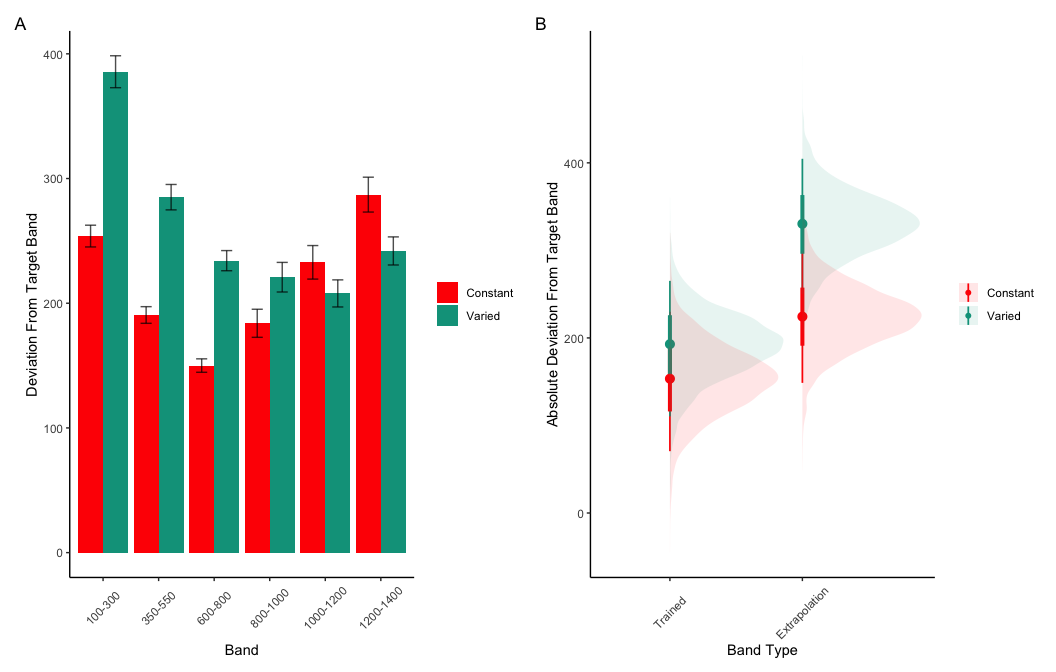 A
Deviation From Target Band
400
300
200
100
0
100-300
350-550
600-800
800-1000
1000-1200
1200-1400
Band
Constant
Varied
B
Absolute Deviation From Target Band
400
200
0
Trained
Extrapolation
Band Type
Constant
Varied